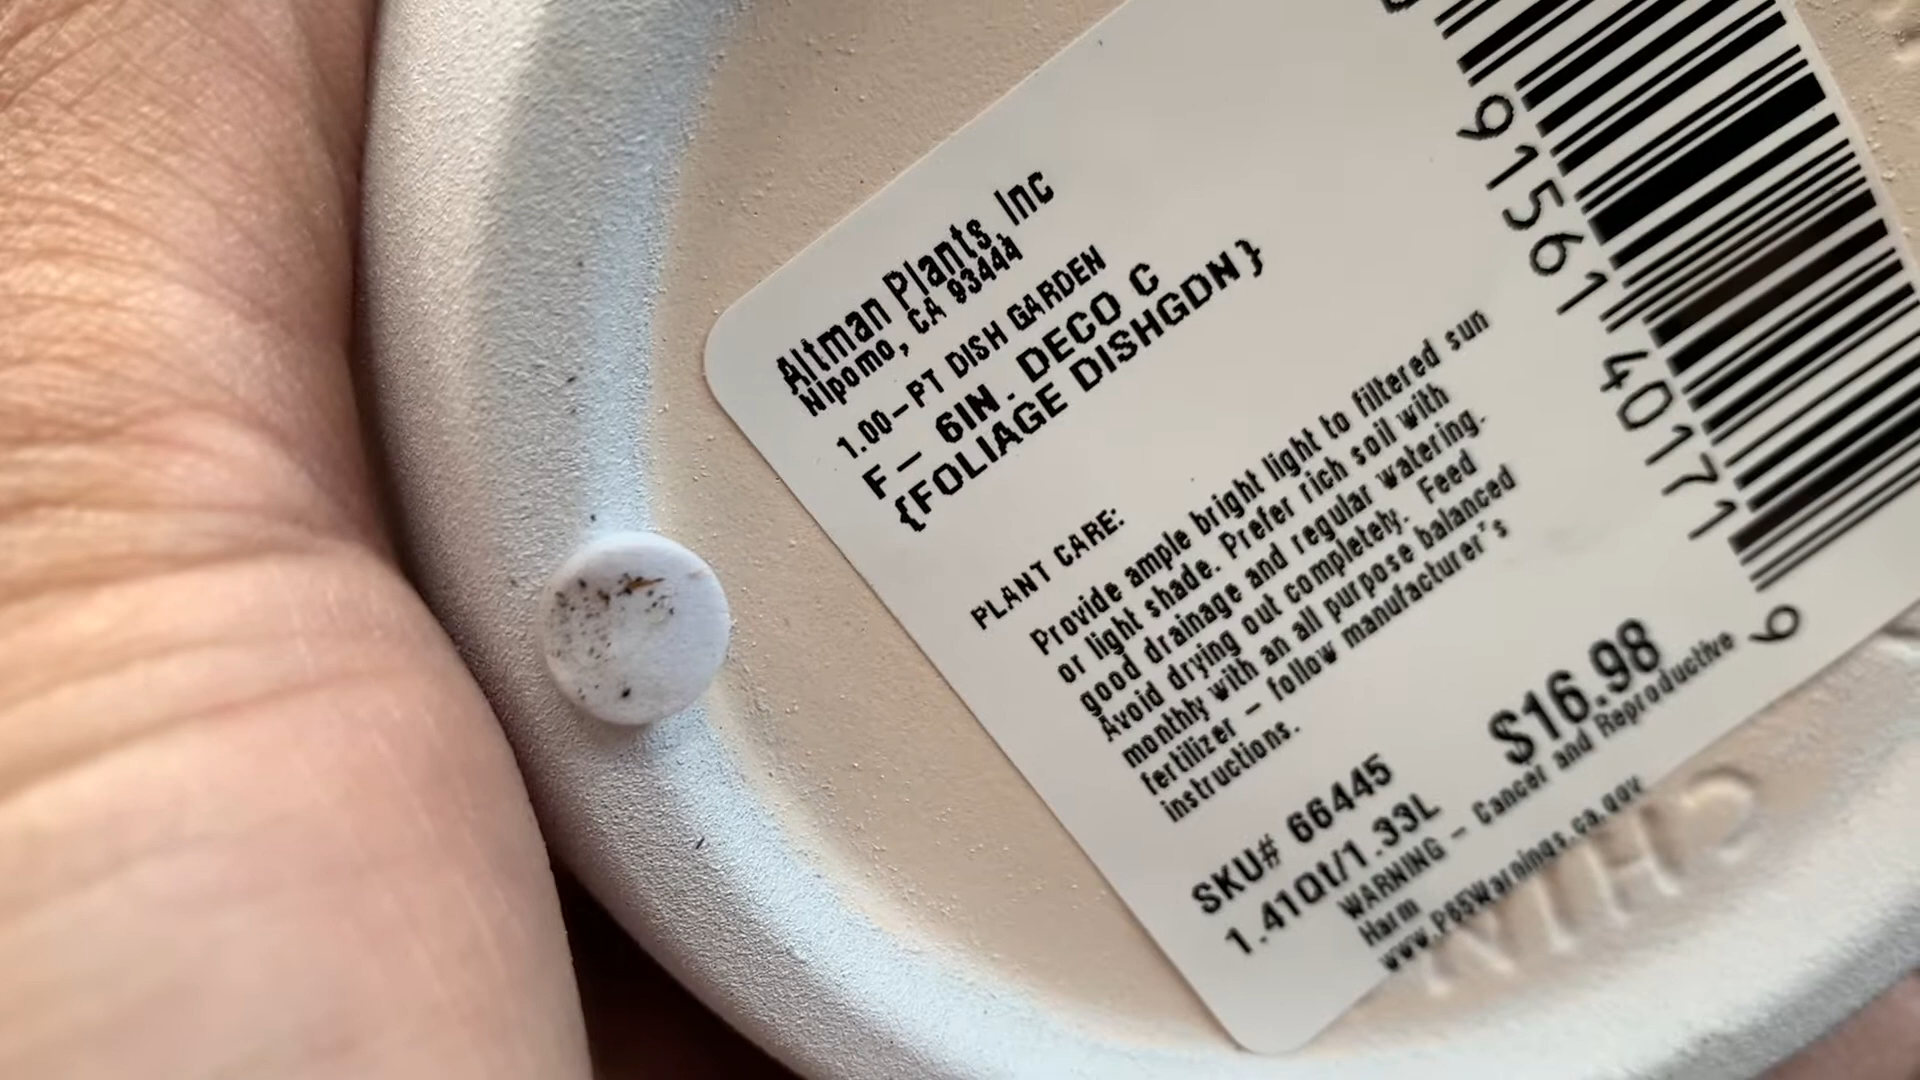 Altman Plants, Inc
Nipomo, CA 93444
1.00-PT DISH GARDEN
F- 6IN. DECO C
{FOLIAGE DISHGDN}
PLANT CARE:
Provide ample bright light to filtered sun
or light shade. Prefer rich soil with
good drainage and regular watering.
Avoid drying out completely. Feed
monthly with an all purpose balanced
fertilizer - follow manufacturer's
instructions.
SKU# 66445 $16.98
1.41Qt/1.33L
WARNING - Cancer and Reproductive
Harm
www.P65Warnings.ca.gov
91561 40171 9
CHIN